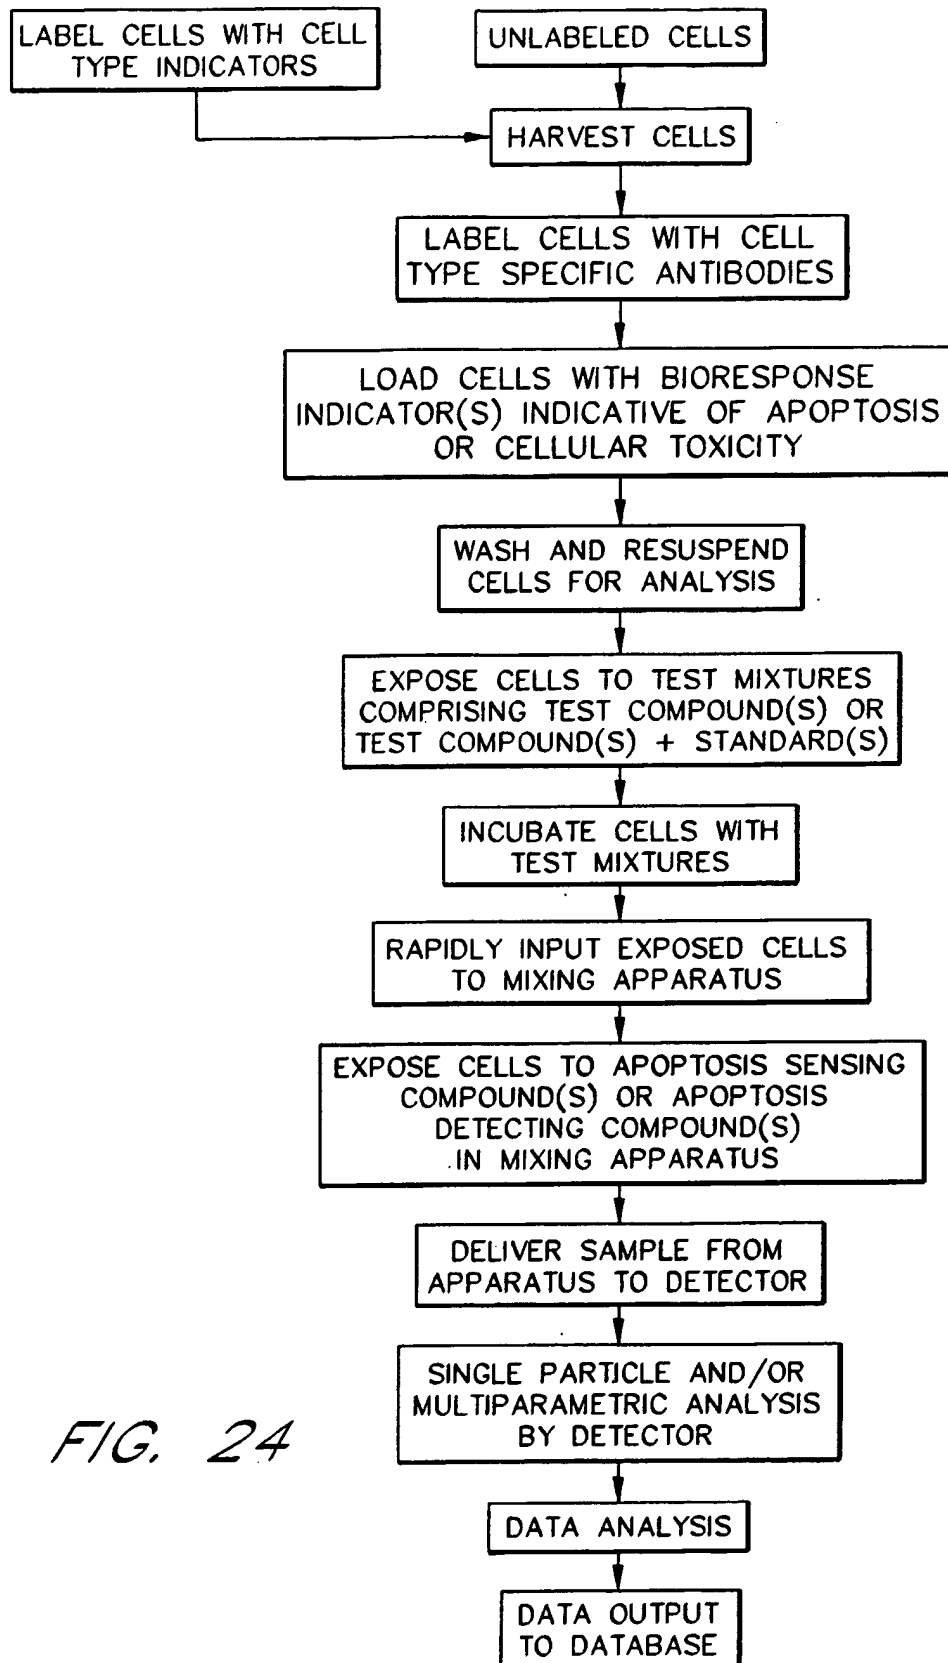 LABEL CELLS WITH CELL
TYPE INDICATORS
UNLABELED CELLS
HARVEST CELLS
LABEL CELLS WITH CELL
TYPE SPECIFIC ANTIBODIES
LOAD CELLS WITH BIORESPONSE
INDICATOR(S) INDICATIVE OF APOPTOSIS
OR CELLULAR TOXICITY
WASH AND RESUSPEND
CELLS FOR ANALYSIS
EXPOSE CELLS TO TEST MIXTURES
COMPRISING TEST COMPOUND(S) OR
TEST COMPOUND(S) + STANDARD(S)
INCUBATE CELLS WITH
TEST MIXTURES
RAPIDLY INPUT EXPOSED CELLS
TO MIXING APPARATUS
EXPOSE CELLS TO APOPTOSIS SENSING
COMPOUND(S) OR APOPTOSIS
DETECTING COMPOUND(S)
IN MIXING APPARATUS
DELIVER SAMPLE FROM
APPARATUS TO DETECTOR
SINGLE PARTICLE AND/OR
MULTIPARAMETRIC ANALYSIS
BY DETECTOR
FIG. 24
DATA ANALYSIS
DATA OUTPUT
TO DATABASE